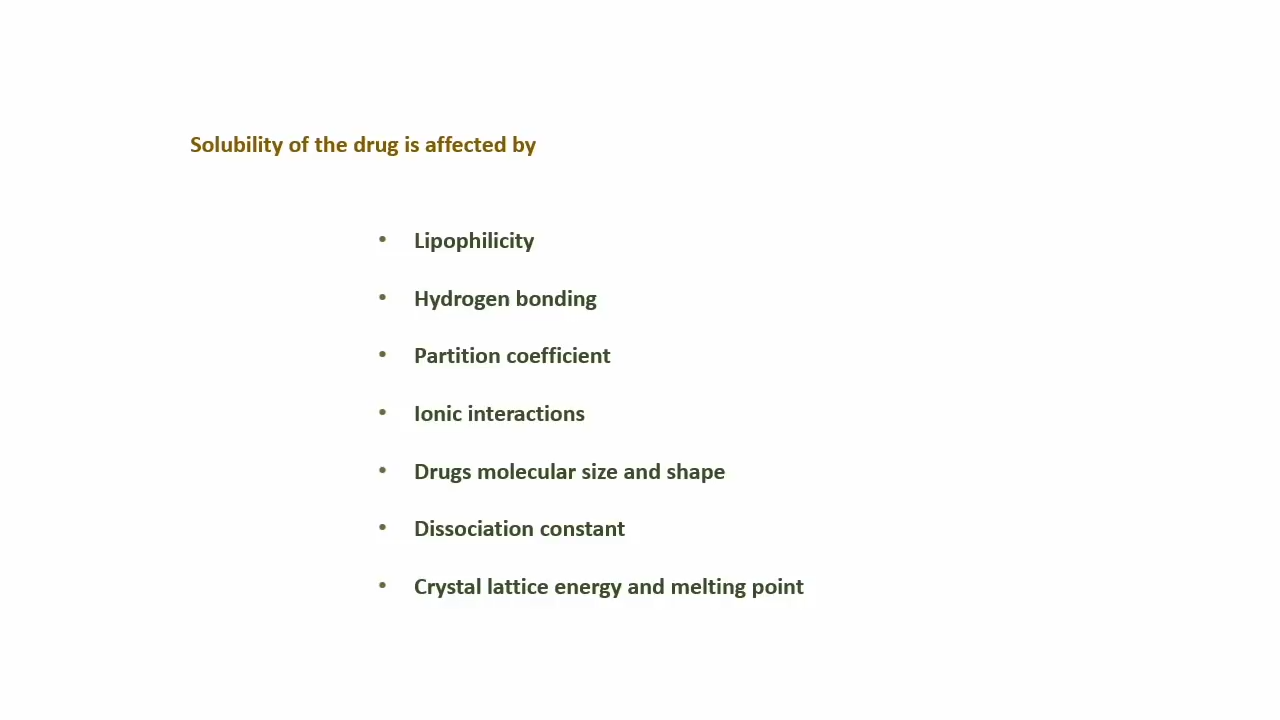 Solubility of the drug is affected by
• Lipophilicity
• Hydrogen bonding
• Partition coefficient
• Ionic interactions
• Drugs molecular size and shape
• Dissociation constant
• Crystal lattice energy and melting point